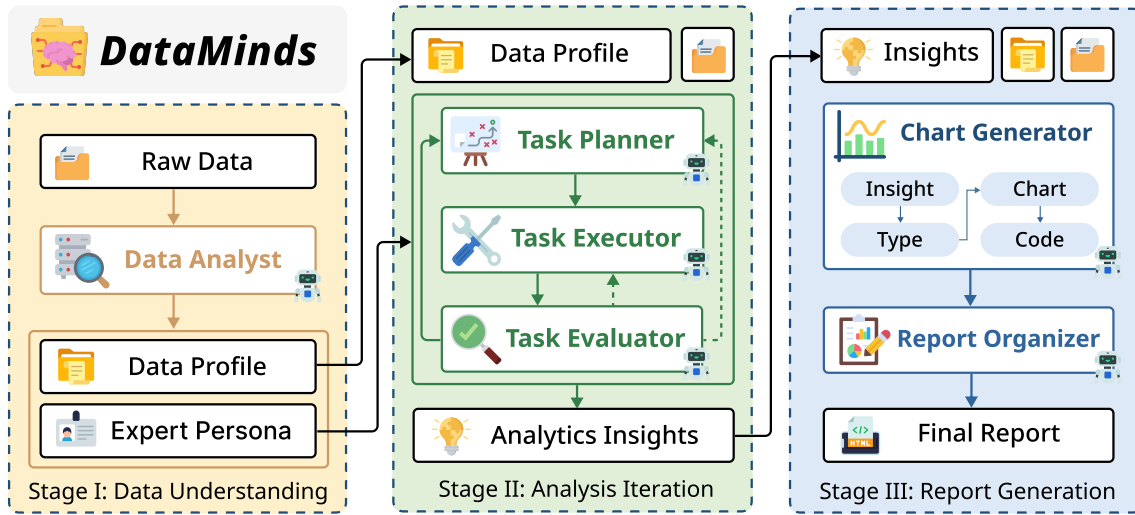 DataMinds
Raw Data
Data Analyst
Data Profile
Expert Persona
Stage I: Data Understanding
Data Profile
Task Planner
Task Executor
Task Evaluator
Analytics Insights
Stage II: Analysis Iteration
Insights
Chart Generator
Insight
Chart
Type
Code
Report Organizer
</>
HTML
Final Report
Stage III: Report Generation